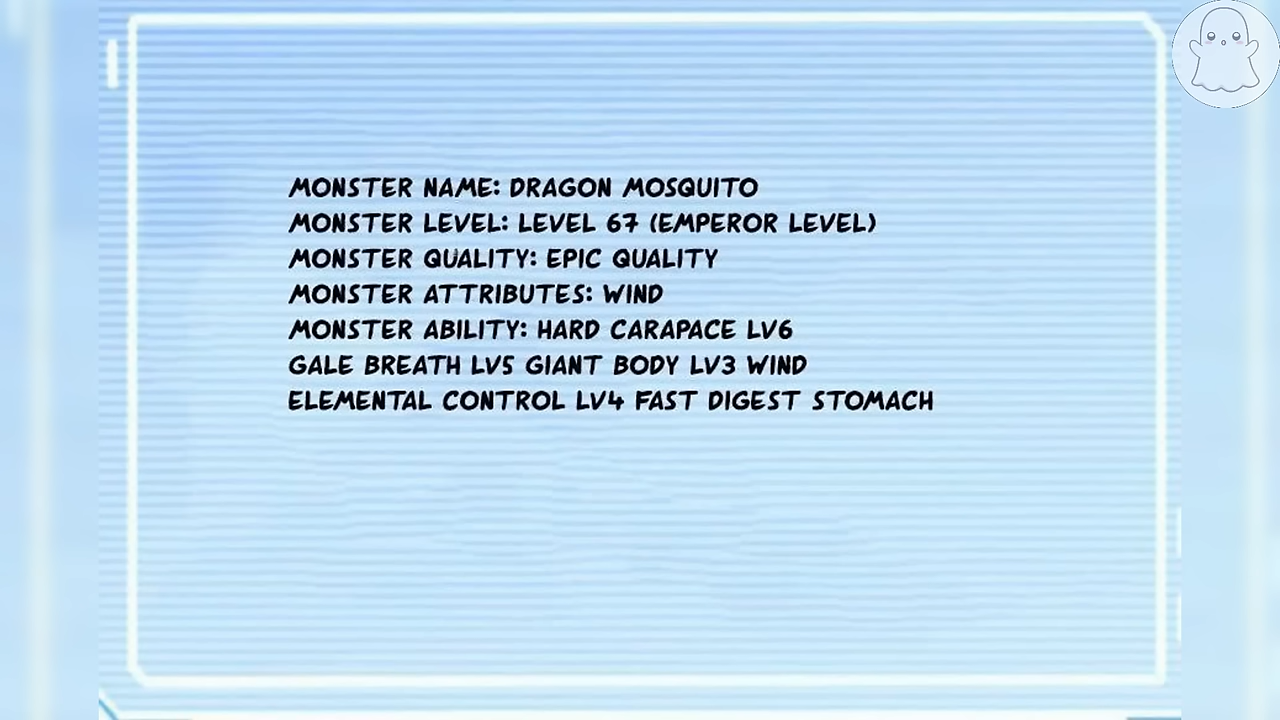 MONSTER NAME: DRAGON MOSQUITO
MONSTER LEVEL: LEVEL 67 (EMPEROR LEVEL)
MONSTER QUALITY: EPIC QUALITY
MONSTER ATTRIBUTES: WIND
MONSTER ABILITY: HARD CARAPACE LV6
GALE BREATH LV5 GIANT BODY LV3 WIND
ELEMENTAL CONTROL LV4 FAST DIGEST STOMACH